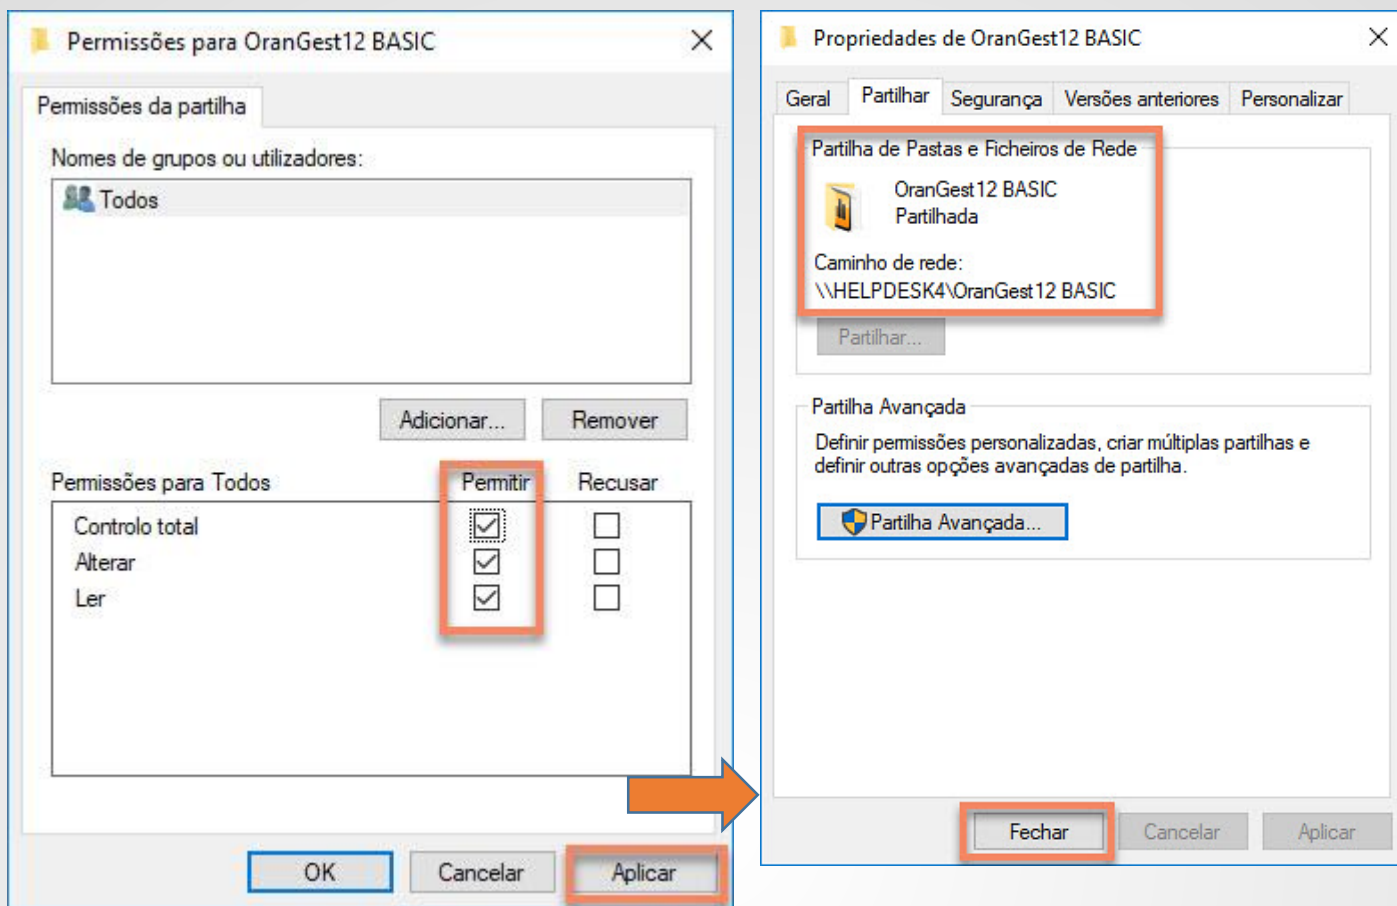 Permissões para OranGest12 BASIC
Permissões da partilha
Nomes de grupos ou utilizadores:
Todos
Adicionar...
Remover
Permissões para Todos
Permitir
Recusar
Controlo total
Alterar
Ler
OK
Cancelar
Aplicar
Propriedades de OranGest12 BASIC
Geral
Partilhar
Segurança
Versões anteriores
Personalizar
Partilha de Pastas e Ficheiros de Rede
OranGest12 BASIC
Partilhada
Caminho de rede:
\\HELPDESK4\OranGest12 BASIC
Partilhar...
Partilha Avançada
Definir permissões personalizadas, criar múltiplas partilhas e
definir outras opções avançadas de partilha.
Partilha Avançada...
Fechar
Cancelar
Aplicar